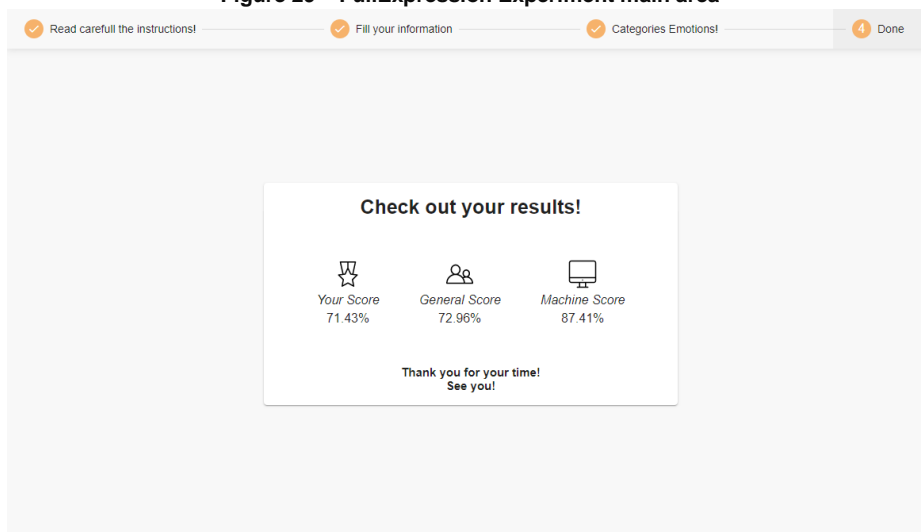 Read carefull the instructions! Fill your information Categories Emotions! 4 Done
Check out your results!
Your Score General Score Machine Score
71.43% 72.96% 87.41%
Thank you for your time!
See you!